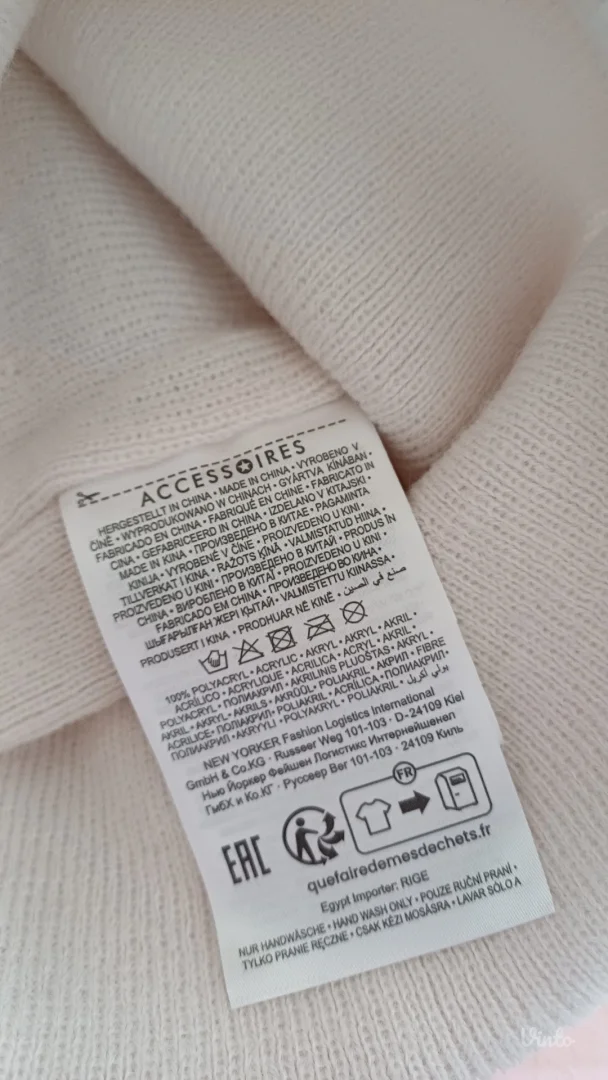 ACCESSOIRES
HERGESTELLT IN CHINA • MADE IN CHINA • VYROBENO V
ČÍNĚ • WYPRODUKOWANO W CHINACH • GYÁRTVA KÍNÁBAN •
FABRICADO EN CHINA • FABRIQUÉ EN CHINE • FABRICATO IN
CINA • GEFABRICEERD IN CHINA • IZDELANO V KITAJSKI •
MADE IN KINA • ПРОИЗВЕДЕНО В КИТАЕ • PAGAMINTA
KINIJA • VYROBENÉ V ČÍNE • PROIZVEDENO U KINI •
TILLVERKAT I KINA • RAŽOTS ĶĪNĀ • VALMISTATUD HIINA •
PROIZVEDENO U KINI • ПРОИЗВЕДЕНО В КИТАЙ • PRODUS IN
CHINA • ВИРОБЛЕНО В КИТАЇ • PROIZVEDENO U KINI •
FABRICADO EM CHINA • ПРОИЗВЕДЕНО ВО КИНА •
ШЫҒАРЫЛҒАН ЖЕРІ ҚЫТАЙ • VALMISTETTU KIINASSA •
PRODUSERT I KINA • PRODHUAR NË KINË • صنع في الصين
100% POLYACRYL • ACRYLIC • AKRYL • AKRYL • AKRIL •
ACRÍLICO • ACRYLIQUE • ACRILICA • ACRYL • AKRIL •
POLYACRYL • ПОЛИАКРИЛ • AKRILINIS PLUOŠTAS • AKRYL •
AKRIL • AKRYL • AKRILS • AKRÜÜL • POLIAKRIL • АКРИЛ • FIBRE
ACRILICE • ПОЛІАКРИЛ • POLIAKRIL • ACRÍLICA • ПОЛИАКРИЛ •
ПОЛИАКРИЛ • AKRYYLI • POLYAKRYL • POLIAKRIL • بولي أكريل
NEW YORKER Fashion Logistics International
GmbH & Co.KG · Russeer Weg 101-103 · D-24109 Kiel
Нью Йоркер Фейшен Логистикс Интернейшенел
ГмбХ и Ко.КГ · Руссеер Вег 101-103 · 24109 Киль
FR
EAC
quefairedemesdechets.fr
Egypt Importer: RIGE
NUR HANDWÄSCHE • HAND WASH ONLY • POUZE RUČNÍ PRANÍ •
TYLKO PRANIE RĘCZNE • CSAK KÉZI MOSÁSRA • LAVAR SÓLO A
Vinto